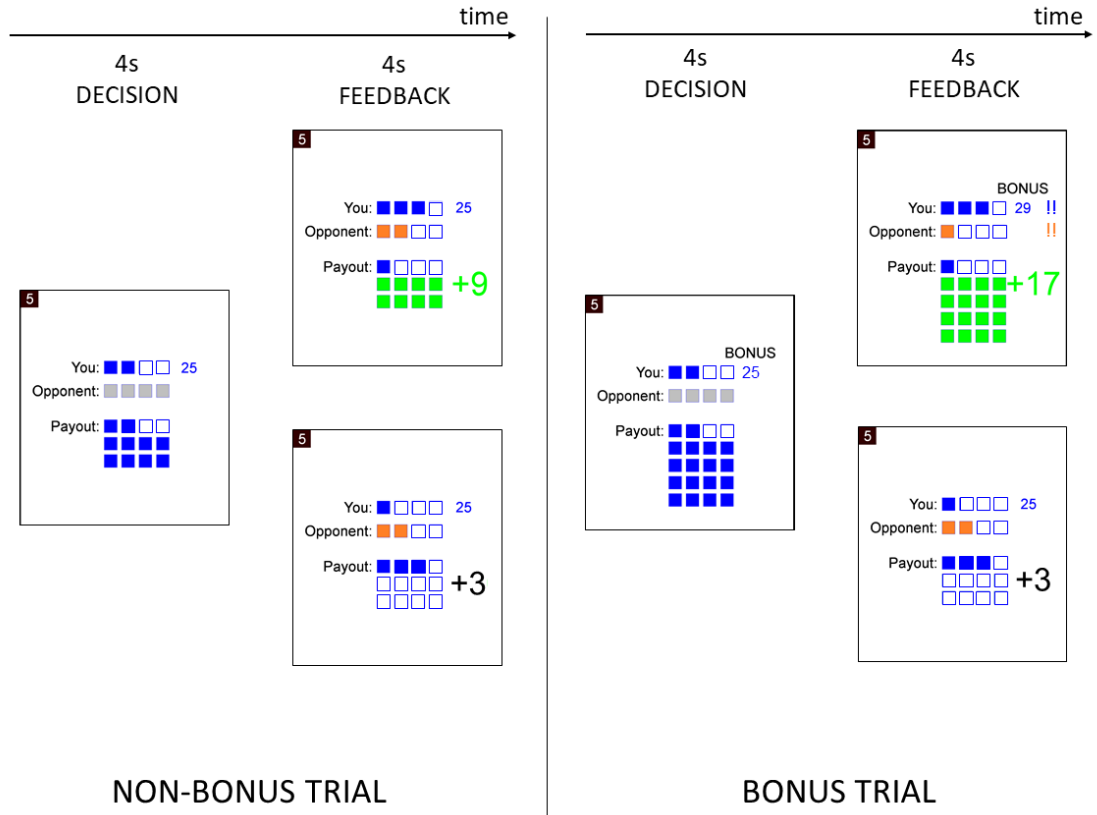 time
4s
DECISION
4s
FEEDBACK
5
You: 25
Opponent:
Payout: +9
5
You: 25
Opponent:
Payout:
5
You: 25
Opponent:
Payout:
+3
NON-BONUS TRIAL
time
4s
DECISION
4s
FEEDBACK
5
BONUS
You: 29 !!
Opponent: !!
Payout: +17
5
BONUS
You: 25
Opponent:
Payout:
5
You: 25
Opponent:
Payout:
+3
BONUS TRIAL